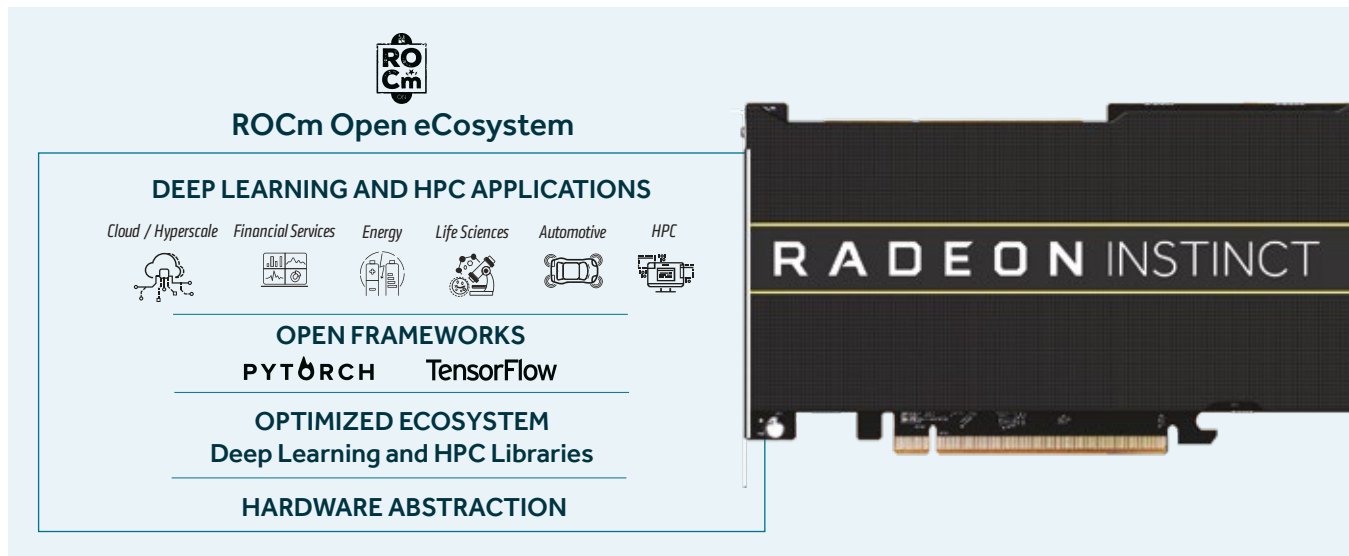 RO
Cm
ROCm Open eCosystem
DEEP LEARNING AND HPC APPLICATIONS
Cloud / Hyperscale Financial Services Energy Life Sciences Automotive HPC
OPEN FRAMEWORKS
PYTORCH TensorFlow
OPTIMIZED ECOSYSTEM
Deep Learning and HPC Libraries
HARDWARE ABSTRACTION
RADEON INSTINCT